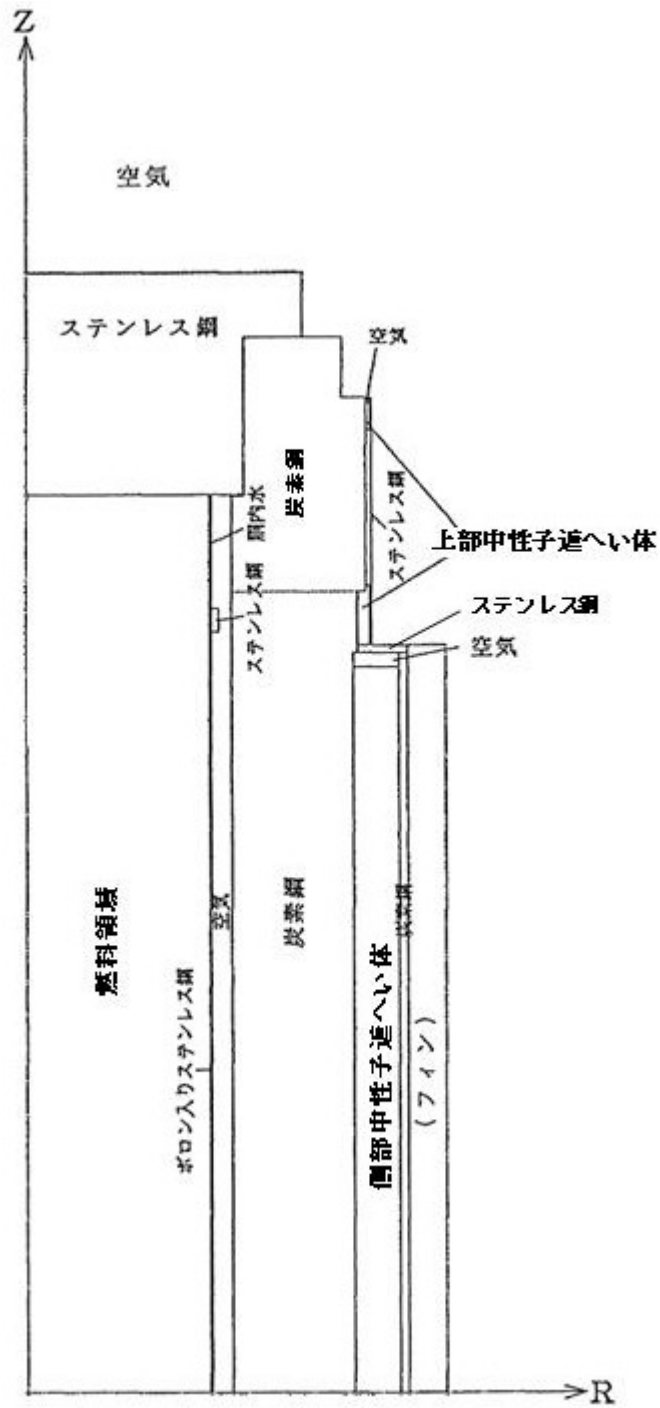 Z
空気
ステンレス鋼
空気
炭素鋼
胴内水
ステンレス鋼
上部中性子遮へい体
ステンレス鋼
ステンレス鋼
空気
燃料領域
空気
炭素鋼
炭素鋼
側部中性子遮へい体
(フィン)
ボロン入りステンレス鋼
R